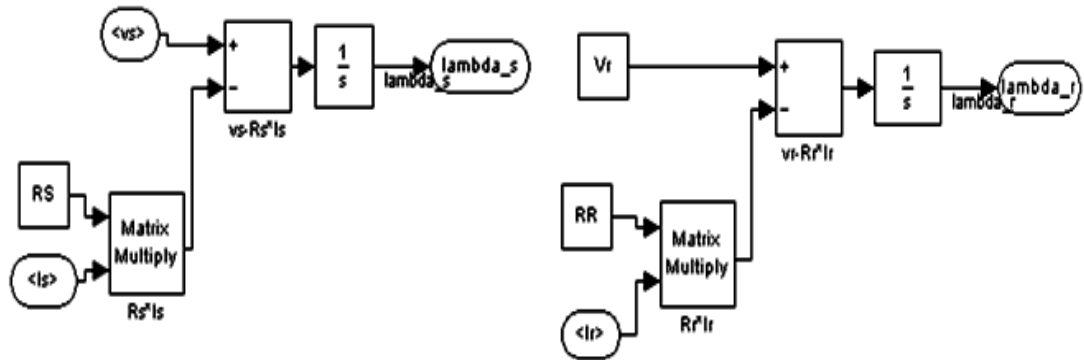 <vs>
+
-
1
s
lambda_s
lambda_s
vs-Rs*Is
RS
<Is>
Matrix
Multiply
Rs*Is
Vr
+
-
1
s
lambda_r
lambda_r
vr-Rr*Ir
RR
<Ir>
Matrix
Multiply
Rr*Ir